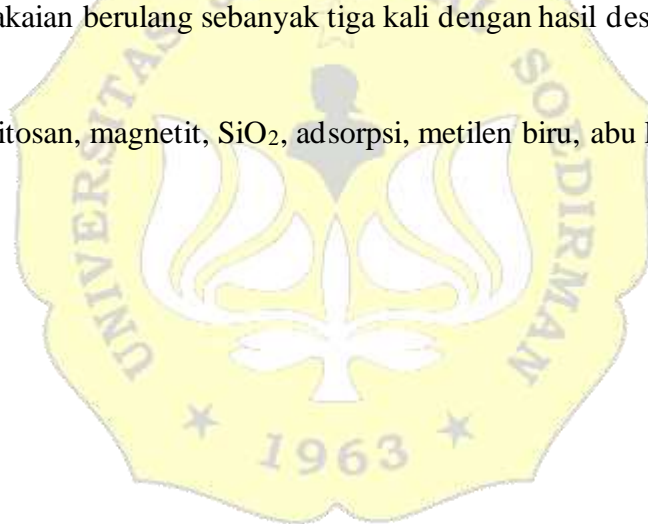 akaian berulang sebanyak tiga kali dengan hasil des
itosan, magnetit, SiO₂, adsorpsi, metilen biru, abu
UNIVERSITAS SOEDIRMAN
★ 1963 ★